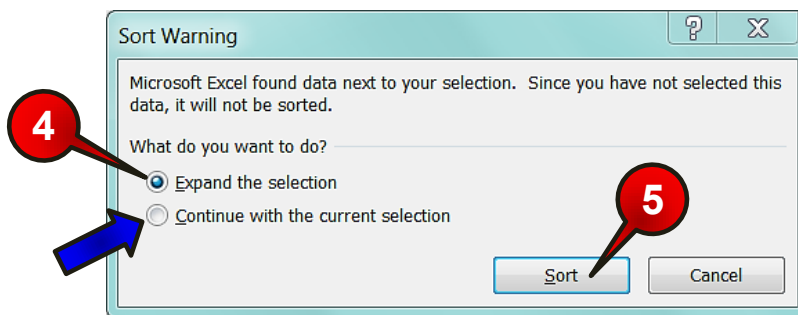 Sort Warning
?
X
Microsoft Excel found data next to your selection.  Since you have not selected this
data, it will not be sorted.
4
What do you want to do?
Expand the selection
5
Continue with the current selection
Sort
Cancel